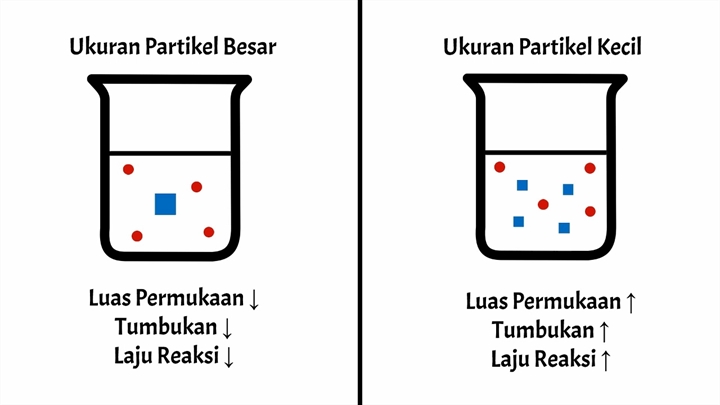 Ukuran Partikel Besar
Luas Permukaan ↓
Tumbukan ↓
Laju Reaksi ↓
Ukuran Partikel Kecil
Luas Permukaan ↑
Tumbukan ↑
Laju Reaksi ↑